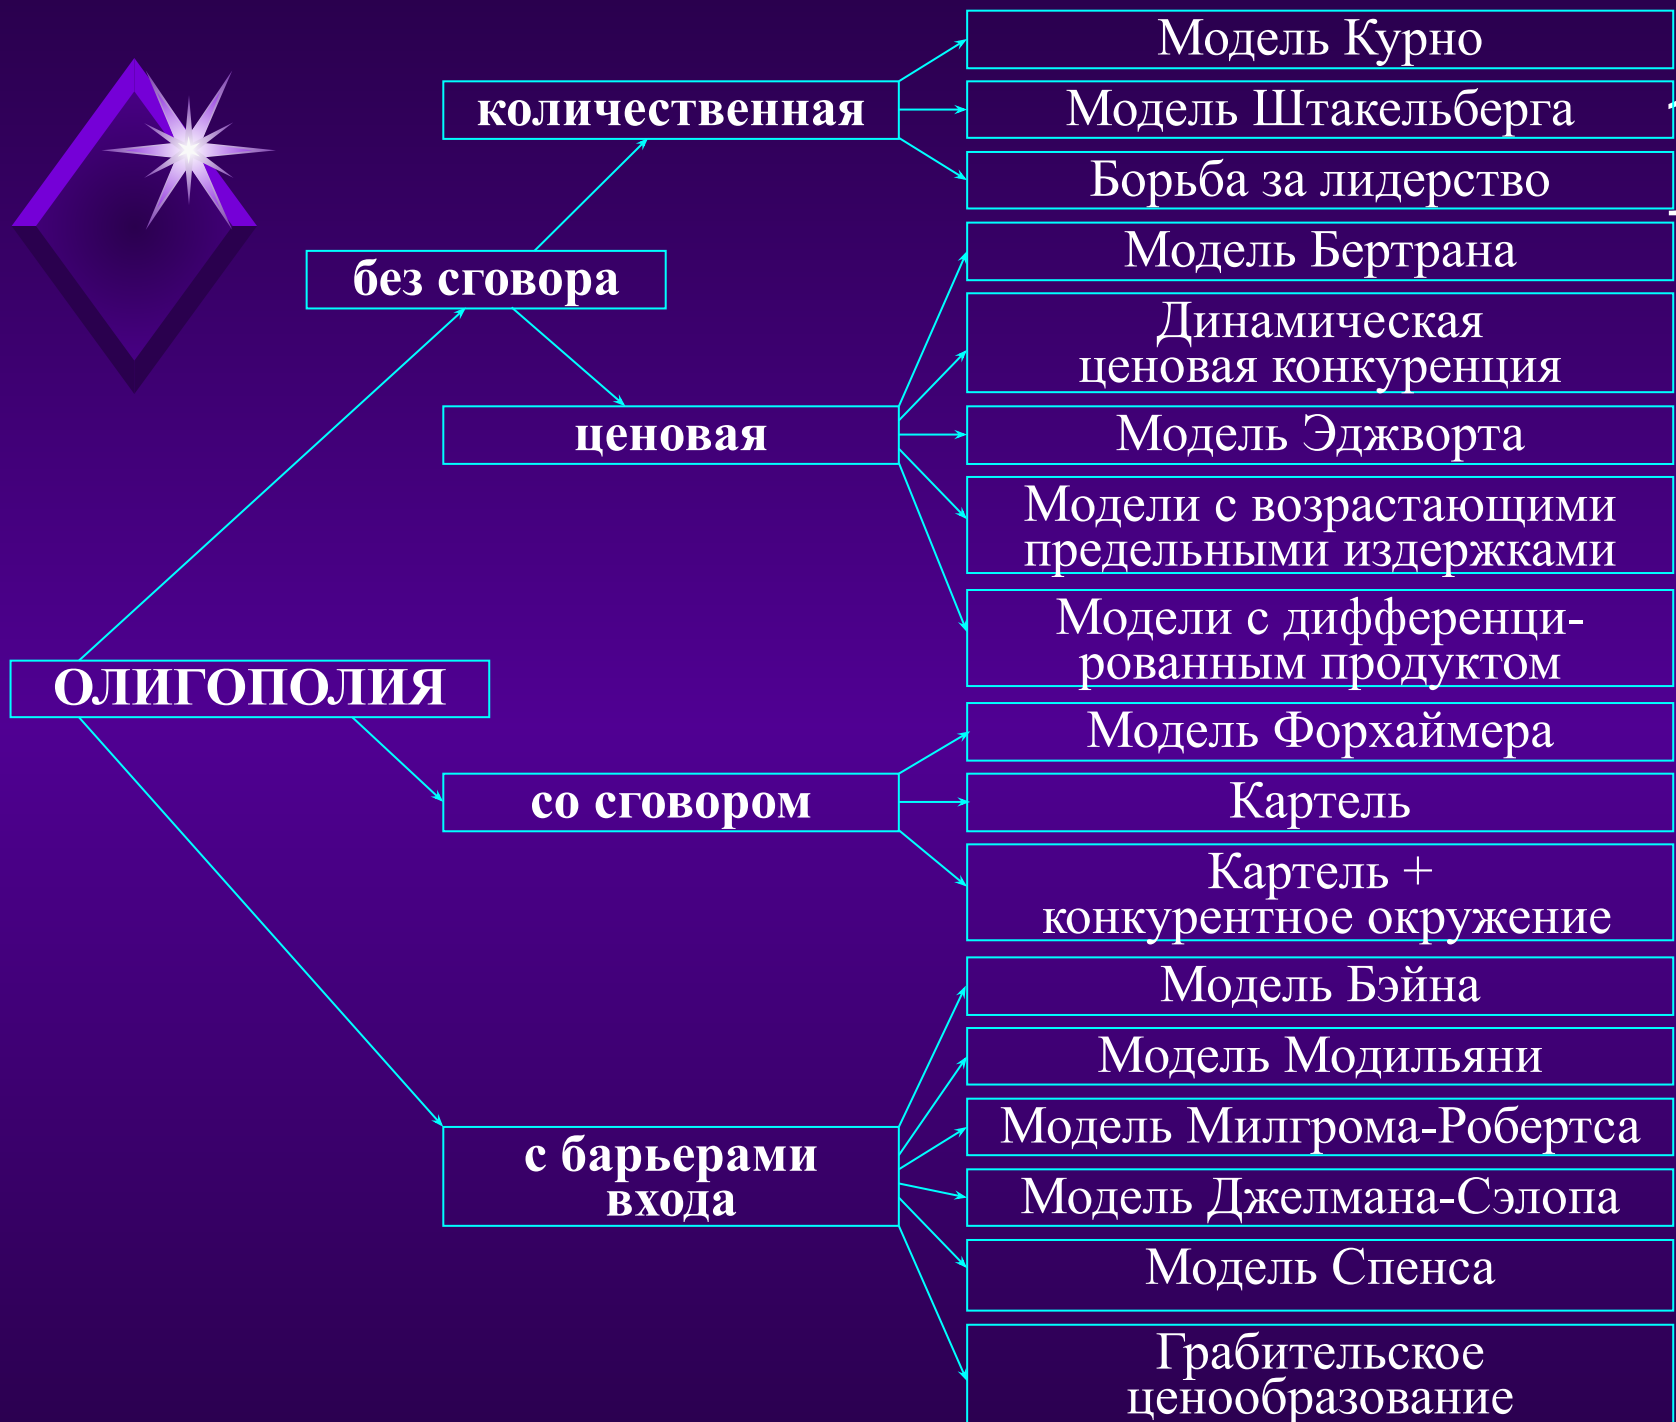 Модель Курно
количественная
Модель Штакельберга
Борьба за лидерство
без сговора
Модель Бертрана
Динамическая
ценовая конкуренция
ценовая
Модель Эджворта
Модели с возрастающими
предельными издержками
Модели с дифференци-
рованным продуктом
ОЛИГОПОЛИЯ
Модель Форхаймера
со сговором
Картель
Картель +
конкурентное окружение
Модель Бэйна
Модель Модильяни
Модель Милгрома-Робертса
с барьерами
входа
Модель Джелмана-Сэлопа
Модель Спенса
Грабительское
ценообразование